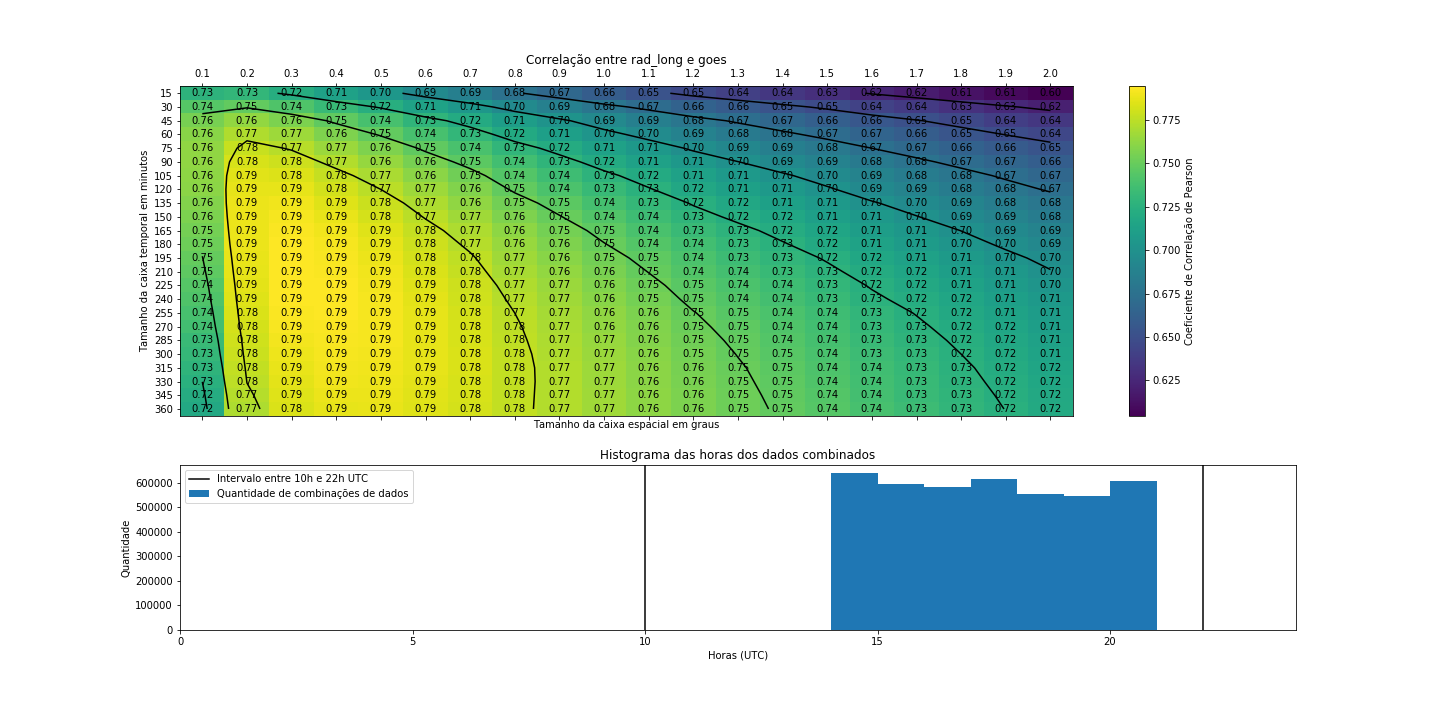 Correlação entre rad_long e goes
0.1 0.2 0.3 0.4 0.5 0.6 0.7 0.8 0.9 1.0 1.1 1.2 1.3 1.4 1.5 1.6 1.7 1.8 1.9 2.0
15 0.73 0.73 0.72 0.71 0.70 0.69 0.69 0.68 0.67 0.66 0.65 0.65 0.64 0.64 0.63 0.62 0.62 0.61 0.61 0.60
30 0.74 0.75 0.74 0.73 0.72 0.71 0.71 0.70 0.69 0.68 0.67 0.66 0.66 0.65 0.65 0.64 0.64 0.63 0.63 0.62
45 0.76 0.76 0.76 0.75 0.74 0.73 0.72 0.71 0.70 0.69 0.69 0.68 0.67 0.67 0.66 0.66 0.65 0.65 0.64 0.64
60 0.76 0.77 0.77 0.76 0.75 0.74 0.73 0.72 0.71 0.70 0.70 0.69 0.68 0.68 0.67 0.67 0.66 0.65 0.65 0.64
75 0.76 0.78 0.77 0.77 0.76 0.75 0.74 0.73 0.72 0.71 0.70 0.70 0.69 0.69 0.68 0.67 0.67 0.66 0.66 0.65
90 0.76 0.78 0.78 0.77 0.76 0.75 0.75 0.74 0.73 0.72 0.71 0.71 0.70 0.69 0.69 0.68 0.68 0.67 0.67 0.66
105 0.76 0.79 0.78 0.78 0.77 0.76 0.75 0.74 0.74 0.73 0.72 0.71 0.71 0.70 0.70 0.69 0.68 0.68 0.67 0.67
120 0.76 0.79 0.79 0.78 0.77 0.77 0.76 0.75 0.74 0.73 0.73 0.72 0.71 0.71 0.70 0.69 0.69 0.68 0.68 0.67
135 0.76 0.79 0.79 0.79 0.78 0.77 0.76 0.75 0.75 0.74 0.73 0.72 0.72 0.71 0.71 0.70 0.70 0.69 0.68 0.68
150 0.76 0.79 0.79 0.79 0.78 0.77 0.77 0.76 0.75 0.74 0.74 0.73 0.72 0.72 0.71 0.71 0.70 0.69 0.69 0.68
165 0.75 0.79 0.79 0.79 0.79 0.78 0.77 0.76 0.75 0.75 0.74 0.73 0.73 0.72 0.72 0.71 0.71 0.70 0.69 0.69
180 0.75 0.79 0.79 0.79 0.79 0.78 0.77 0.76 0.76 0.75 0.74 0.74 0.73 0.73 0.72 0.71 0.71 0.70 0.70 0.69
195 0.75 0.79 0.79 0.79 0.79 0.78 0.78 0.77 0.76 0.75 0.75 0.74 0.73 0.73 0.72 0.72 0.71 0.71 0.70 0.70
210 0.75 0.79 0.79 0.79 0.79 0.78 0.78 0.77 0.76 0.76 0.75 0.74 0.74 0.73 0.73 0.72 0.72 0.71 0.71 0.70
225 0.74 0.79 0.79 0.79 0.79 0.79 0.78 0.77 0.76 0.76 0.75 0.75 0.74 0.74 0.73 0.72 0.72 0.71 0.71 0.70
240 0.74 0.79 0.79 0.79 0.79 0.79 0.78 0.77 0.77 0.76 0.75 0.75 0.74 0.74 0.73 0.73 0.72 0.72 0.71 0.71
255 0.74 0.78 0.79 0.79 0.79 0.79 0.78 0.77 0.77 0.76 0.76 0.75 0.74 0.74 0.73 0.73 0.72 0.72 0.71 0.71
270 0.74 0.78 0.79 0.79 0.79 0.79 0.78 0.78 0.77 0.76 0.76 0.75 0.75 0.74 0.74 0.73 0.73 0.72 0.72 0.71
285 0.73 0.78 0.79 0.79 0.79 0.79 0.78 0.78 0.77 0.77 0.76 0.75 0.75 0.74 0.74 0.73 0.73 0.72 0.72 0.71
300 0.73 0.78 0.79 0.79 0.79 0.79 0.78 0.78 0.77 0.77 0.76 0.75 0.75 0.74 0.74 0.73 0.73 0.72 0.72 0.71
315 0.73 0.78 0.79 0.79 0.79 0.79 0.78 0.78 0.77 0.77 0.76 0.76 0.75 0.75 0.74 0.74 0.73 0.73 0.72 0.72
330 0.73 0.78 0.79 0.79 0.79 0.79 0.78 0.78 0.77 0.77 0.76 0.76 0.75 0.75 0.74 0.74 0.73 0.73 0.72 0.72
345 0.72 0.77 0.79 0.79 0.79 0.79 0.78 0.78 0.77 0.77 0.76 0.76 0.75 0.75 0.74 0.74 0.73 0.73 0.72 0.72
360 0.72 0.77 0.78 0.79 0.79 0.79 0.78 0.78 0.77 0.77 0.76 0.76 0.75 0.75 0.74 0.74 0.73 0.73 0.72 0.72
Tamanho da caixa temporal em minutos
Tamanho da caixa espacial em graus
0.775
0.750
0.725
0.700
0.675
0.650
0.625
Coeficiente de Correlação de Pearson
Histograma das horas dos dados combinados
Intervalo entre 10h e 22h UTC
Quantidade de combinações de dados
600000
500000
400000
300000
200000
100000
0
Quantidade
0 5 10 15 20
Horas (UTC)